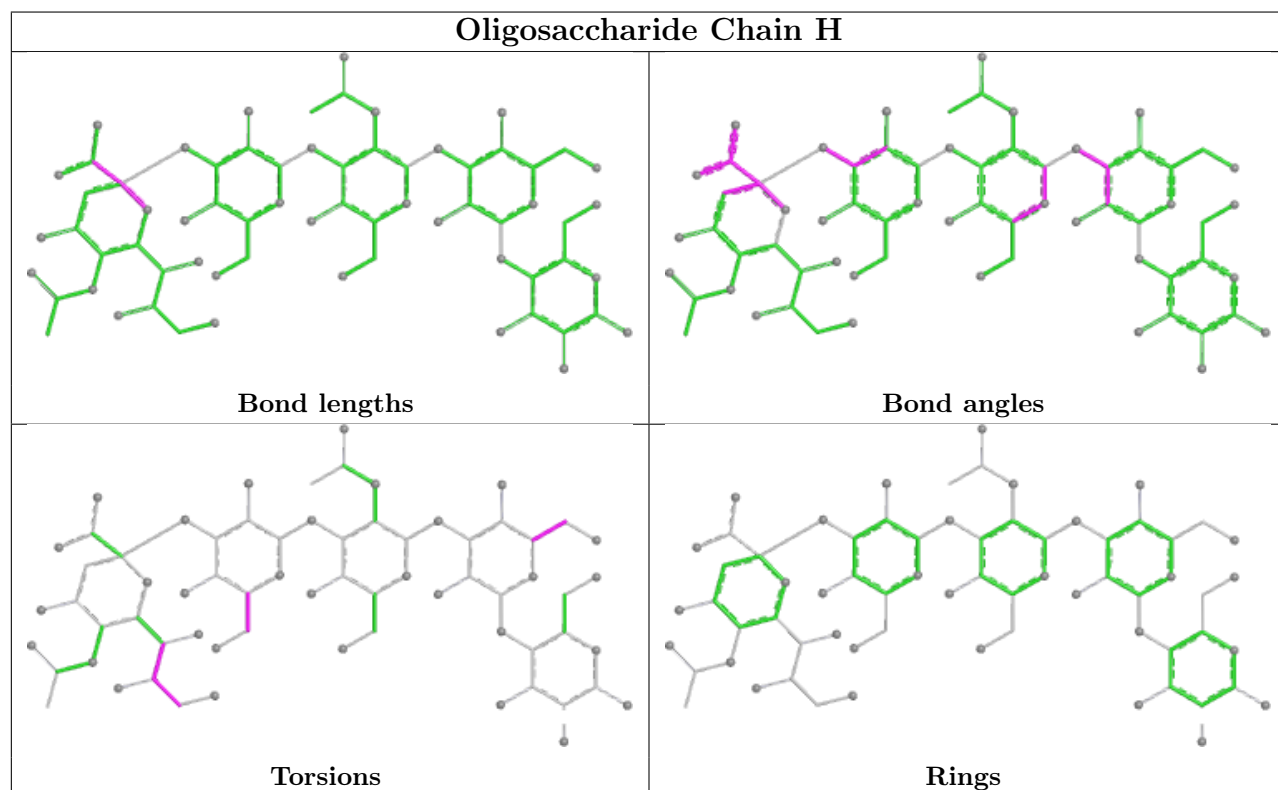 Oligosaccharide Chain H
Bond lengths
Bond angles
Torsions
Rings